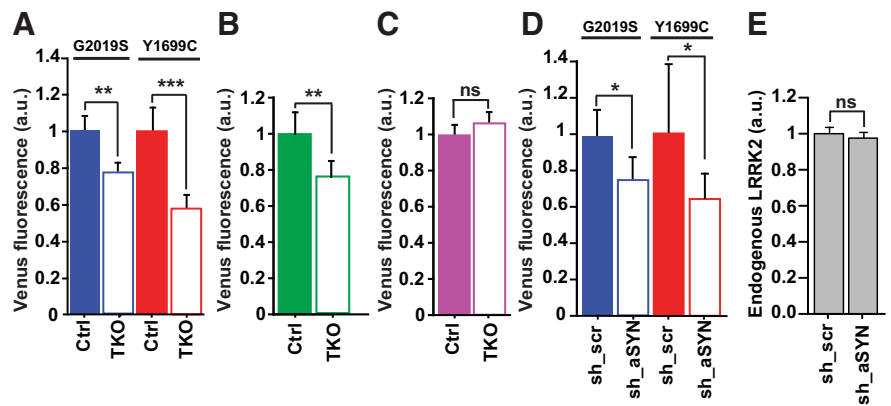 A
G2019S Y1699C
Venus fluorescence (a.u.)
1.4
1.2
1
0.8
0.6
0.4
0.2
0
** ***
Ctrl TKO Ctrl TKO
B
Venus fluorescence (a.u.)
1.2
1
0.8
0.6
0.4
0.2
0
**
Ctrl TKO
C
Venus fluorescence (a.u.)
1.2
1
0.8
0.6
0.4
0.2
0
ns
Ctrl TKO
D
G2019S Y1699C
Venus fluorescence (a.u.)
1.4
1.2
1
0.8
0.6
0.4
0.2
0
* *
sh_scr sh_aSYN sh_scr sh_aSYN
E
Endogenous LRRK2 (a.u.)
1.2
1.0
0.8
0.6
0.4
0.2
0.0
ns
sh_scr sh_aSYN